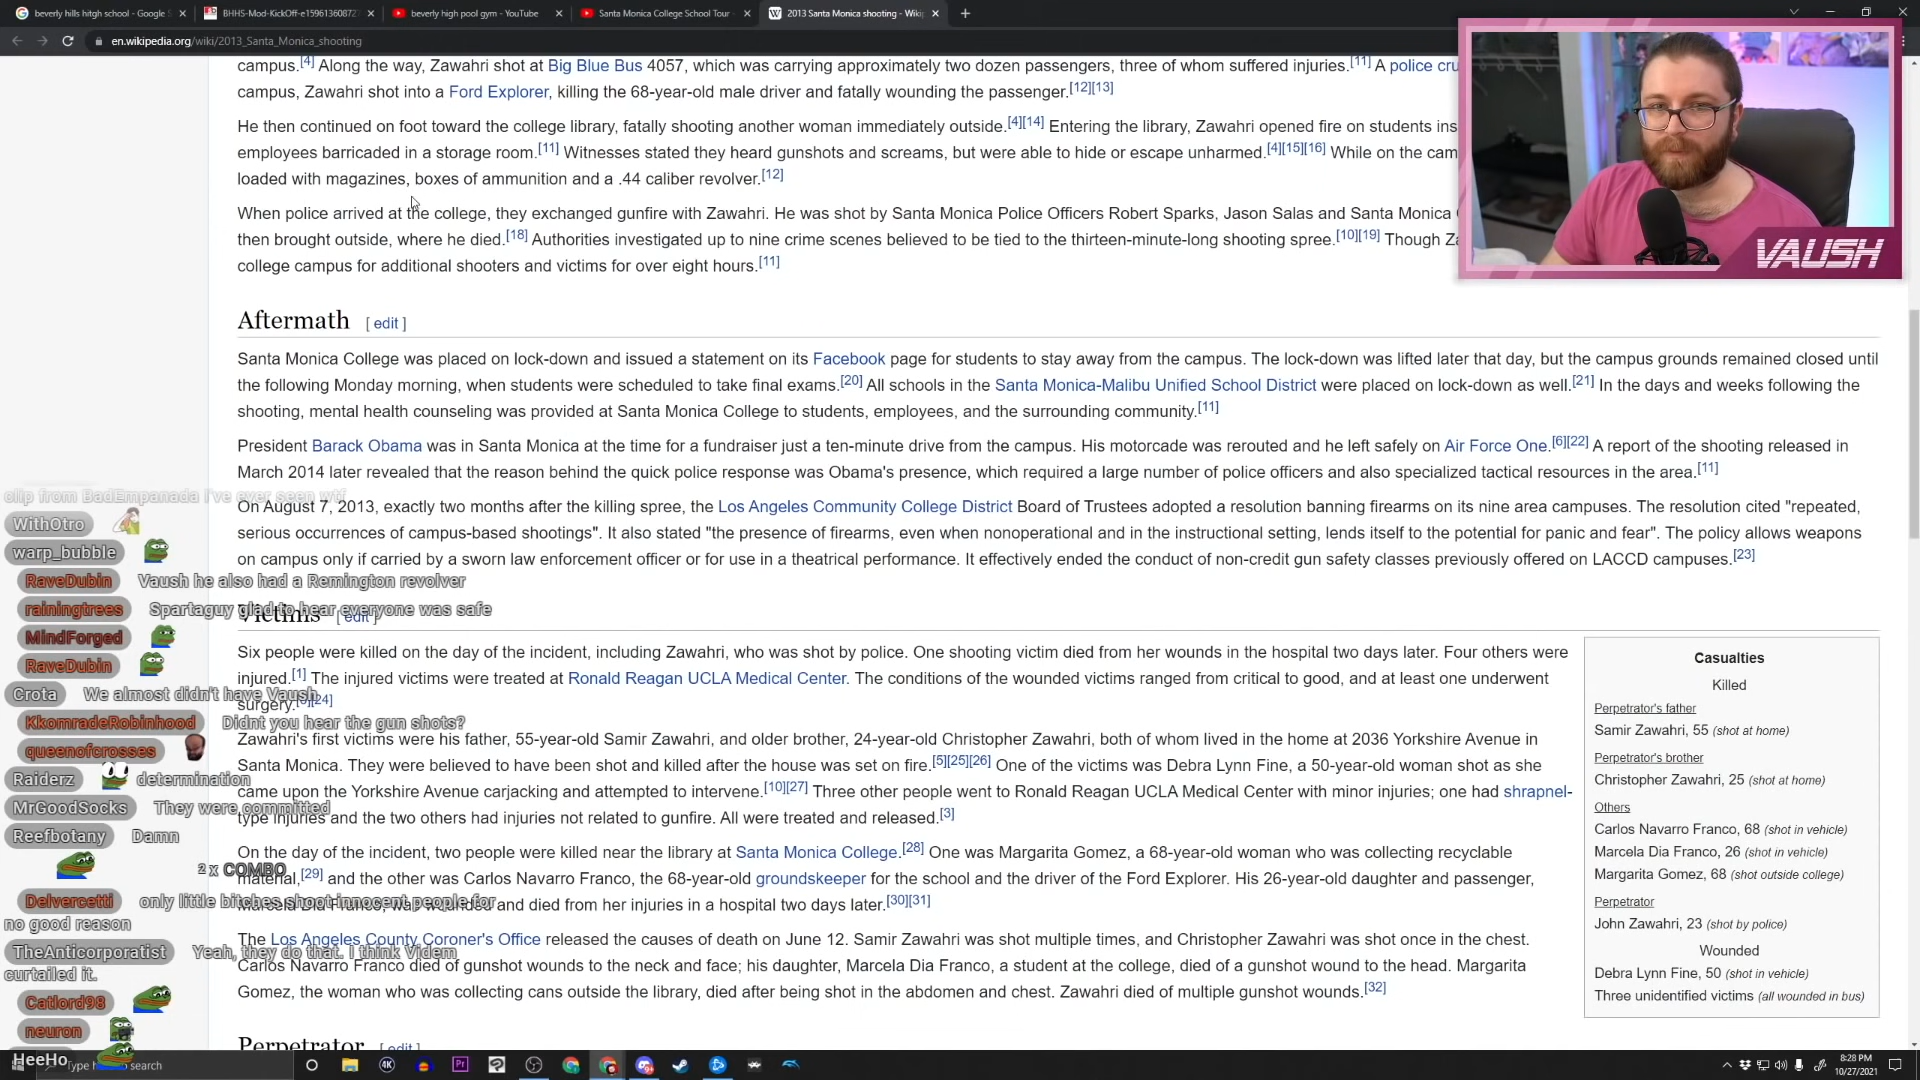 beverly hills hitgh school - Google S
BHHS-Mod-KickOff-e1596136087
beverly high pool gym - YouTube
Santa Monica College School Tour -
2013 Santa Monica shooting - Wiki
en.wikipedia.org/wiki/2013_Santa_Monica_shooting
campus.[4] Along the way, Zawahri shot at Big Blue Bus 4057, which was carrying approximately two dozen passengers, three of whom suffered injuries.[11] A police cru
campus, Zawahri shot into a Ford Explorer, killing the 68-year-old male driver and fatally wounding the passenger.[12][13]
He then continued on foot toward the college library, fatally shooting another woman immediately outside.[4][14] Entering the library, Zawahri opened fire on students ins
employees barricaded in a storage room.[11] Witnesses stated they heard gunshots and screams, but were able to hide or escape unharmed.[4][15][16] While on the cam
loaded with magazines, boxes of ammunition and a .44 caliber revolver.[12]
When police arrived at the college, they exchanged gunfire with Zawahri. He was shot by Santa Monica Police Officers Robert Sparks, Jason Salas and Santa Monica
then brought outside, where he died.[18] Authorities investigated up to nine crime scenes believed to be tied to the thirteen-minute-long shooting spree.[10][19] Though Za
college campus for additional shooters and victims for over eight hours.[11]
VAUSH
Aftermath [ edit ]
Santa Monica College was placed on lock-down and issued a statement on its Facebook page for students to stay away from the campus. The lock-down was lifted later that day, but the campus grounds remained closed until
the following Monday morning, when students were scheduled to take final exams.[20] All schools in the Santa Monica-Malibu Unified School District were placed on lock-down as well.[21] In the days and weeks following the
shooting, mental health counseling was provided at Santa Monica College to students, employees, and the surrounding community.[11]
President Barack Obama was in Santa Monica at the time for a fundraiser just a ten-minute drive from the campus. His motorcade was rerouted and he left safely on Air Force One.[6][22] A report of the shooting released in
March 2014 later revealed that the reason behind the quick police response was Obama's presence, which required a large number of police officers and also specialized tactical resources in the area.[11]
On August 7, 2013, exactly two months after the killing spree, the Los Angeles Community College District Board of Trustees adopted a resolution banning firearms on its nine area campuses. The resolution cited "repeated,
serious occurrences of campus-based shootings". It also stated "the presence of firearms, even when nonoperational and in the instructional setting, lends itself to the potential for panic and fear". The policy allows weapons
on campus only if carried by a sworn law enforcement officer or for use in a theatrical performance. It effectively ended the conduct of non-credit gun safety classes previously offered on LACCD campuses.[23]
Victims [ edit ]
Six people were killed on the day of the incident, including Zawahri, who was shot by police. One shooting victim died from her wounds in the hospital two days later. Four others were
injured.[1] The injured victims were treated at Ronald Reagan UCLA Medical Center. The conditions of the wounded victims ranged from critical to good, and at least one underwent
surgery.[5][24]
Zawahri's first victims were his father, 55-year-old Samir Zawahri, and older brother, 24-year-old Christopher Zawahri, both of whom lived in the home at 2036 Yorkshire Avenue in
Santa Monica. They were believed to have been shot and killed after the house was set on fire.[5][25][26] One of the victims was Debra Lynn Fine, a 50-year-old woman shot as she
came upon the Yorkshire Avenue carjacking and attempted to intervene.[10][27] Three other people went to Ronald Reagan UCLA Medical Center with minor injuries; one had shrapnel-
type injuries and the two others had injuries not related to gunfire. All were treated and released.[3]
On the day of the incident, two people were killed near the library at Santa Monica College.[28] One was Margarita Gomez, a 68-year-old woman who was collecting recyclable
material,[29] and the other was Carlos Navarro Franco, the 68-year-old groundskeeper for the school and the driver of the Ford Explorer. His 26-year-old daughter and passenger,
Marcela Dia Franco, was wounded and died from her injuries in a hospital two days later.[30][31]
The Los Angeles County Coroner's Office released the causes of death on June 12. Samir Zawahri was shot multiple times, and Christopher Zawahri was shot once in the chest.
Carlos Navarro Franco died of gunshot wounds to the neck and face; his daughter, Marcela Dia Franco, a student at the college, died of a gunshot wound to the head. Margarita
Gomez, the woman who was collecting cans outside the library, died after being shot in the abdomen and chest. Zawahri died of multiple gunshot wounds.[32]
Perpetrator [ edit ]
Casualties
Killed
Perpetrator's father
Samir Zawahri, 55 (shot at home)
Perpetrator's brother
Christopher Zawahri, 25 (shot at home)
Others
Carlos Navarro Franco, 68 (shot in vehicle)
Marcela Dia Franco, 26 (shot in vehicle)
Margarita Gomez, 68 (shot outside college)
Perpetrator
John Zawahri, 23 (shot by police)
Wounded
Debra Lynn Fine, 50 (shot in vehicle)
Three unidentified victims (all wounded in bus)
clip from BadEmpanada I've ever seen wtf
WithOtro
warp_bubble
RaveDubin Vaush he also had a Remington revolver
rainingtrees Spartaguy glad to hear everyone was safe
MindForged
RaveDubin
Crota We almost didn't have Vaush
KkomradeRobinhood Didnt you hear the gun shots?
queenofcrosses
Raiderz determination
MrGoodSocks They were committed
Reefbotany Damn
2 x COMBO
Delvercetti only little bitches shoot innocent people for
no good reason
TheAnticorporatist Yeah, they do that. I think Videm
curtailed it.
Catlord98
neuron
HeeHo
Type h search
4K
Pr
8:28 PM
10/27/2021